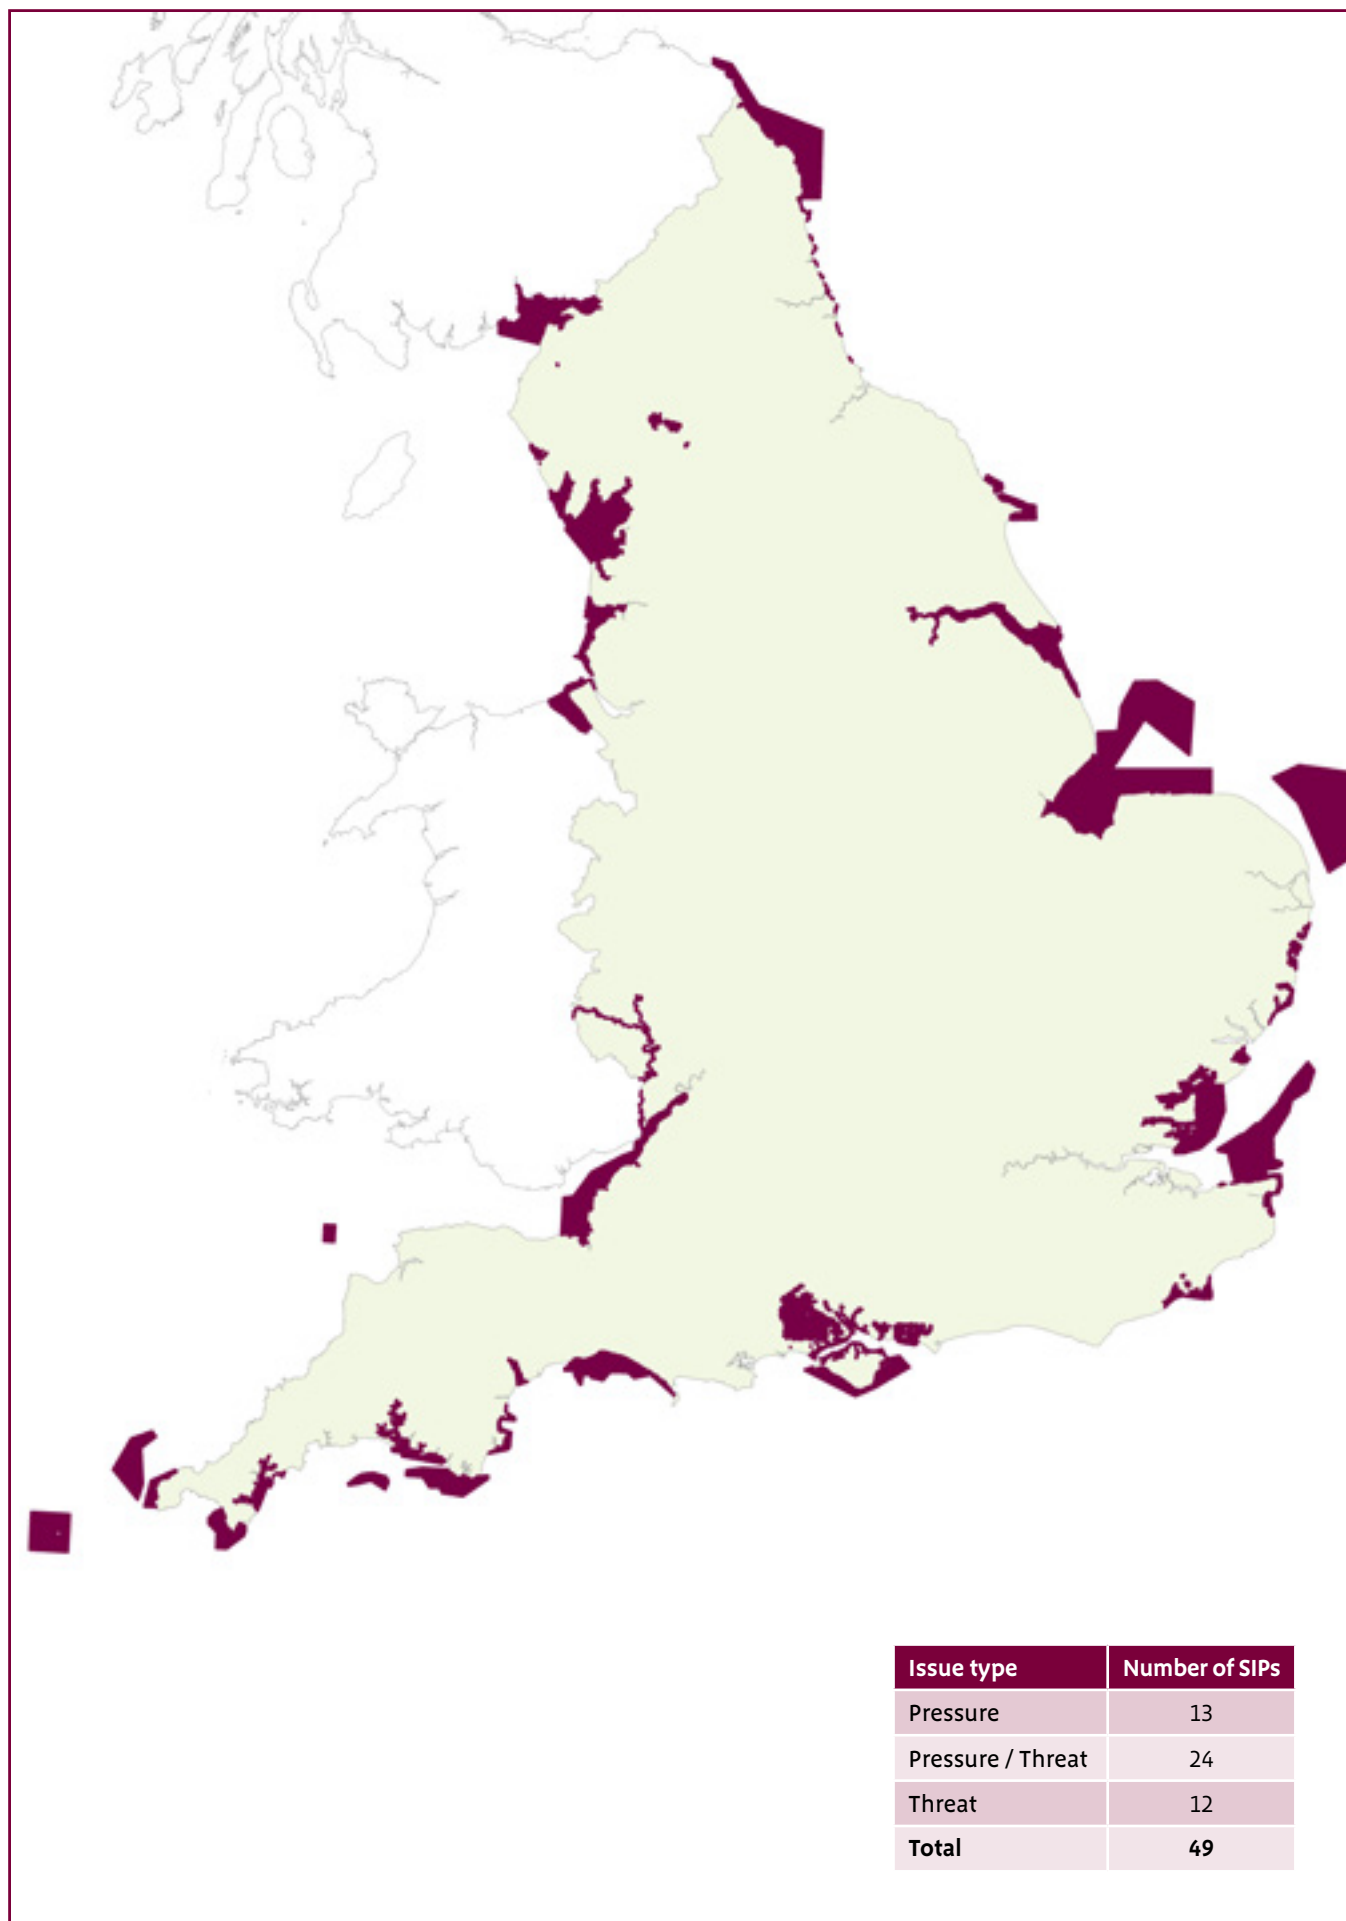 Issue type Number of SIPs
Pressure 13
Pressure / Threat 24
Threat 12
Total 49